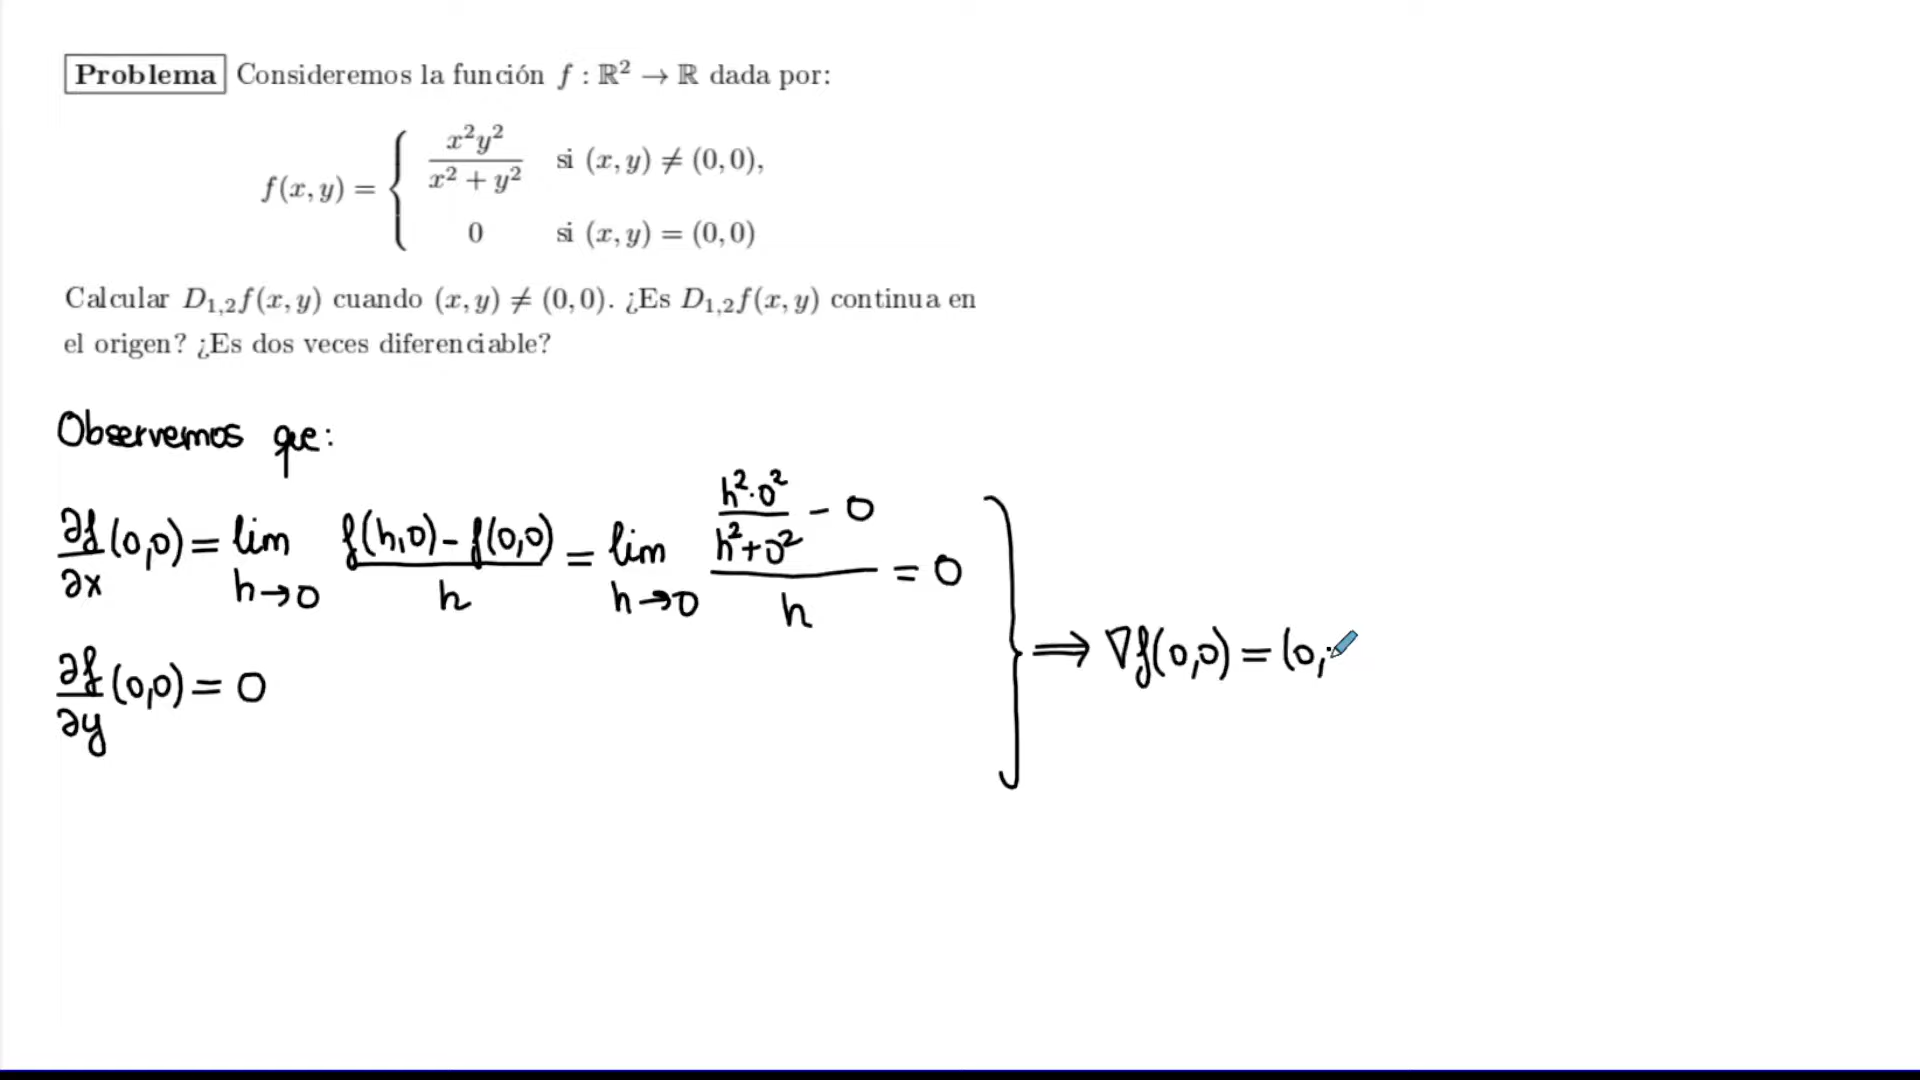 Problema Consideremos la función f : ℝ² → ℝ dada por:
f(x, y) = { x²y² / (x² + y²) si (x, y) ≠ (0, 0),
0 si (x, y) = (0, 0)
Calcular D₁,₂f(x, y) cuando (x, y) ≠ (0, 0). ¿Es D₁,₂f(x, y) continua en
el origen? ¿Es dos veces diferenciable?
Observemos que:
∂f/∂x (0,0) = lim h→0 (f(h,0) - f(0,0)) / h = lim h→0 (h²·0² / (h²+0²) - 0) / h = 0
∂f/∂y (0,0) = 0
} ⟹ ∇f(0,0) = (0,